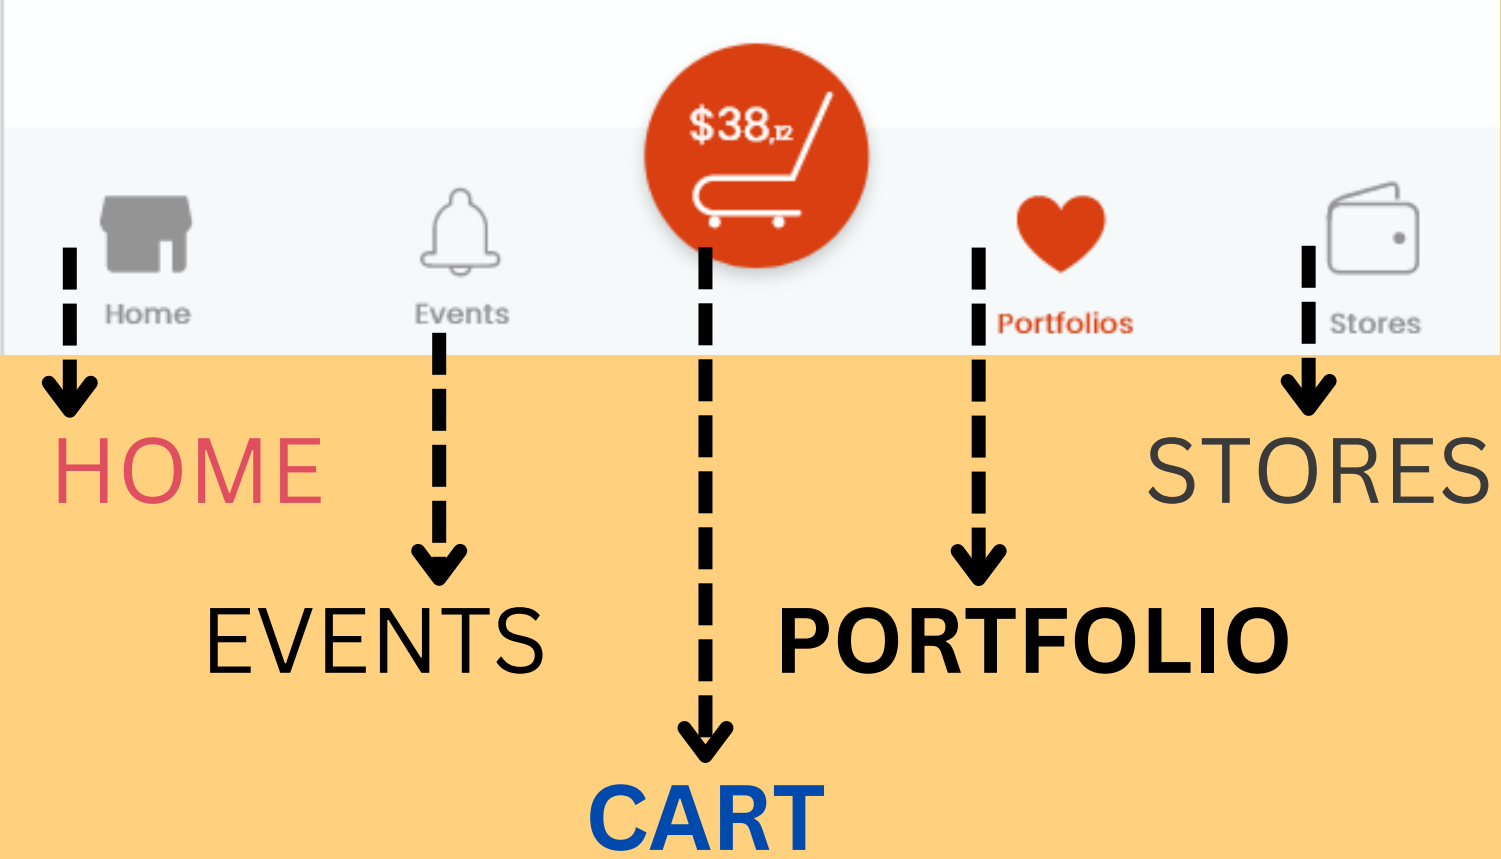 $38,12
Home
Events
Portfolios
Stores
HOME
STORES
EVENTS
PORTFOLIO
CART